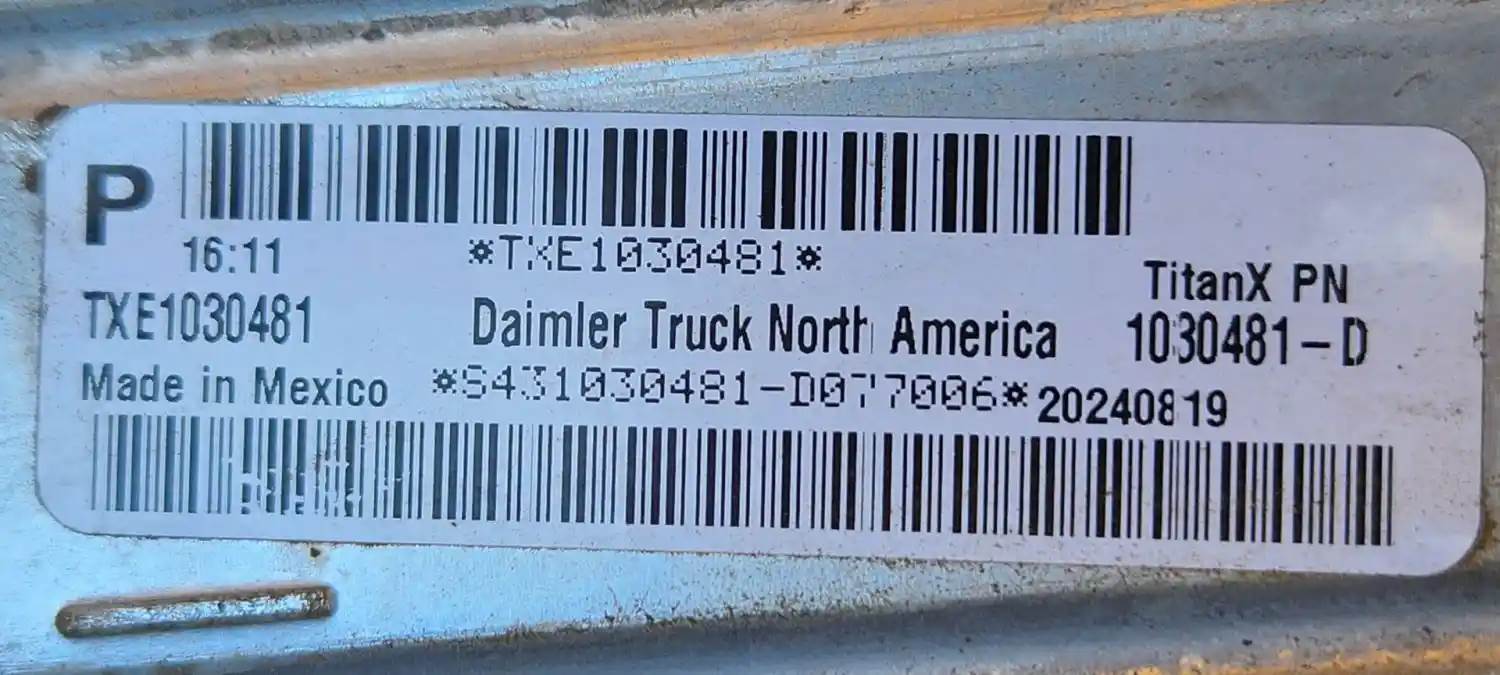 P
16:11 *TXE1030481*
TitanX PN
TXE1030481 Daimler Truck North America 1030481-D
Made in Mexico *S431030481-D077006* 20240819